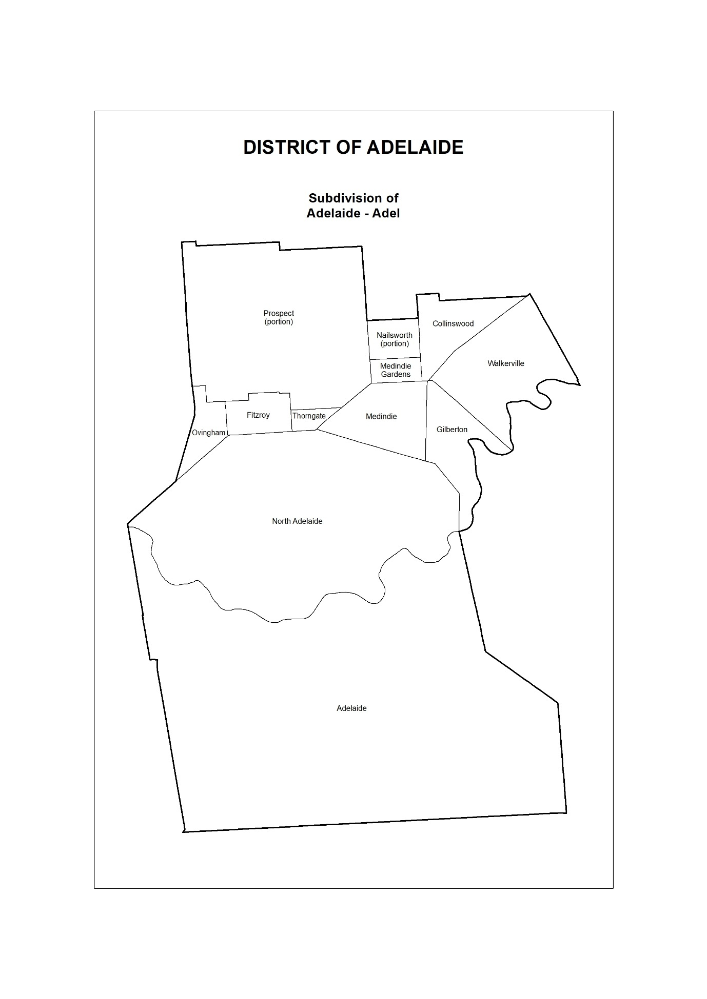 DISTRICT OF ADELAIDE
Subdivision of
Adelaide - Adel
Prospect
(portion)
Collinswood
Nailsworth
(portion)
Walkerville
Medindie
Gardens
Fitzroy
Thorngate
Medindie
Gilberton
Ovingham
North Adelaide
Adelaide